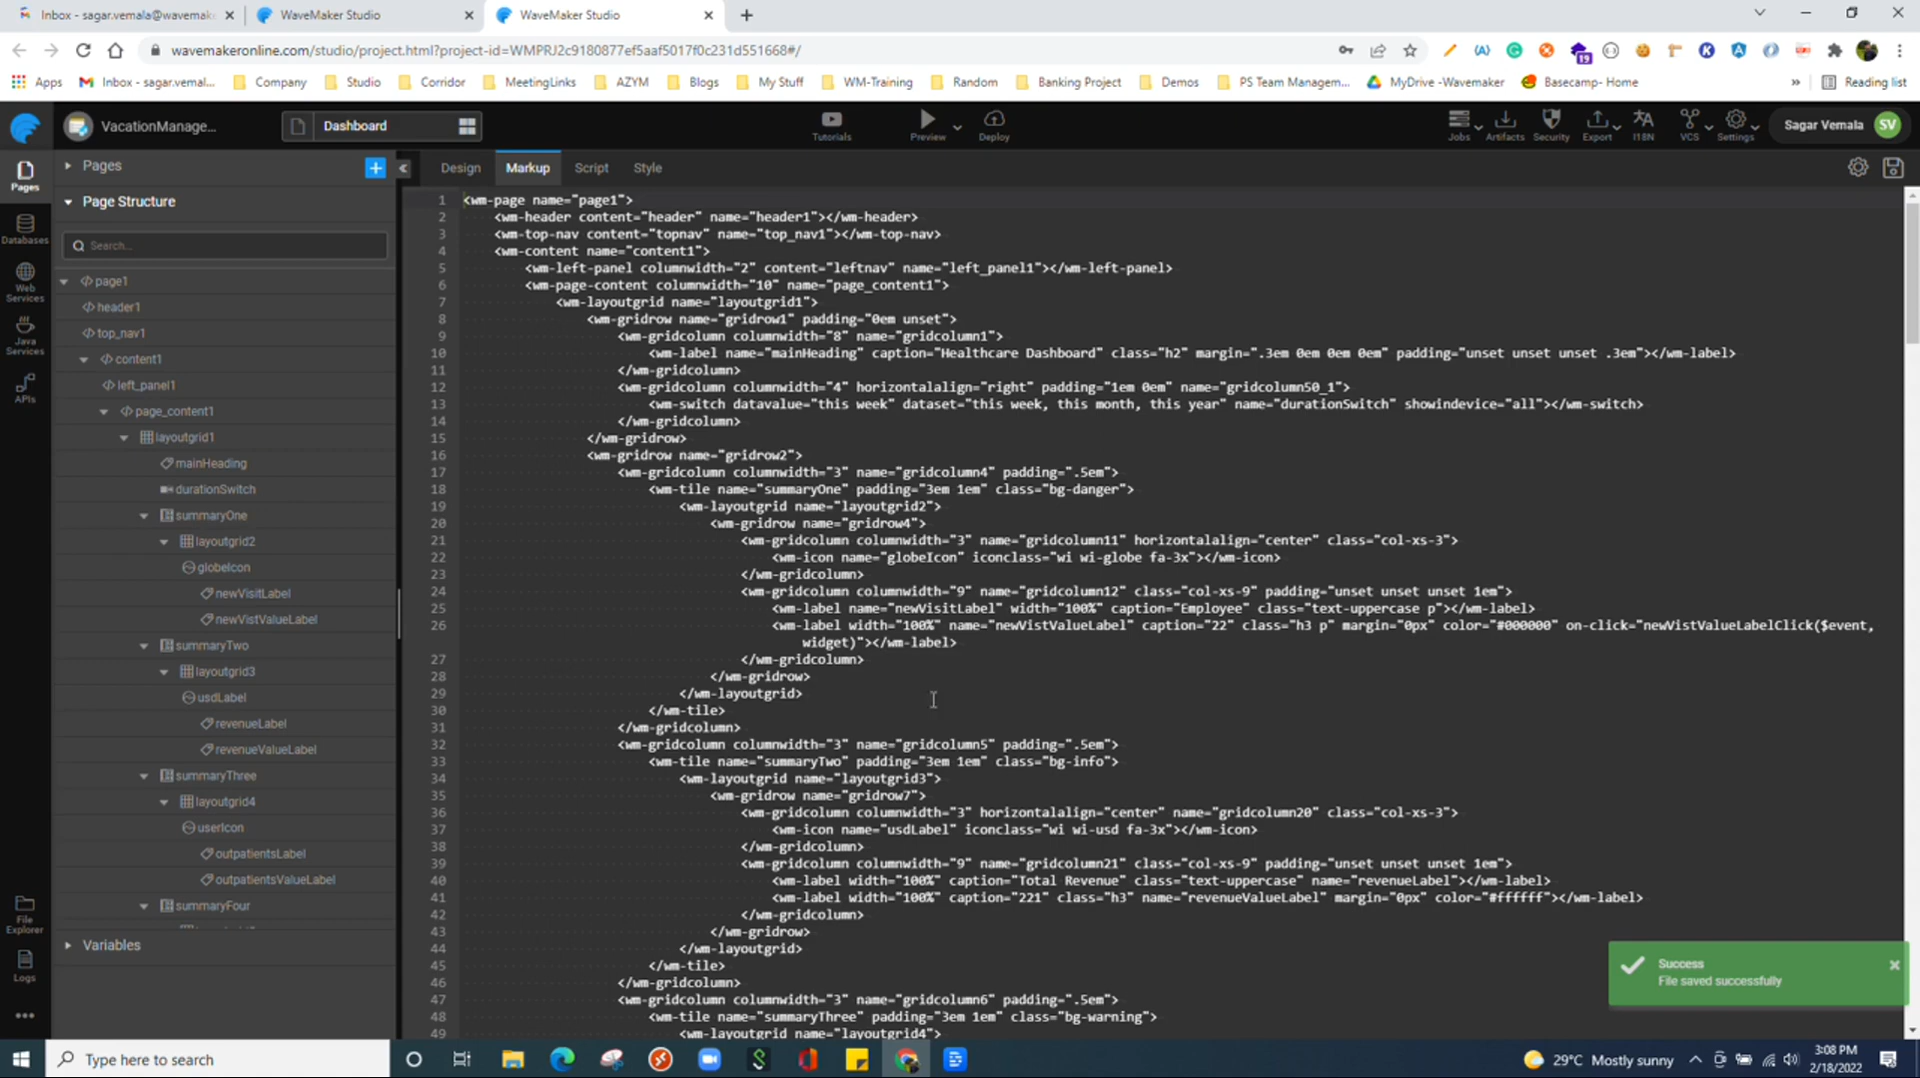 Inbox - sagar.vemala@wavemak
WaveMaker Studio
WaveMaker Studio
wavemakeronline.com/studio/project.html?project-id=WMPRJ2c9180877ef5aaf5017f0c231d551668#/
19
Apps
Inbox - sagar.vemal...
Company
Studio
Corridor
MeetingLinks
AZYM
Blogs
My Stuff
WM-Training
Random
Banking Project
Demos
PS Team Managem...
MyDrive -Wavemaker
Basecamp- Home
»
Reading list
VacationManage...
Dashboard
Tutorials
Preview
Deploy
Jobs
Artifacts
Security
Export
I18N
VCS
Settings
Sagar Vemala
SV
Pages
Databases
Web Services
Java Services
APIs
File Explorer
Logs
Pages
Page Structure
Search...
page1
header1
top_nav1
content1
left_panel1
page_content1
layoutgrid1
mainHeading
durationSwitch
summaryOne
layoutgrid2
globeIcon
newVisitLabel
newVistValueLabel
summaryTwo
layoutgrid3
usdLabel
revenueLabel
revenueValueLabel
summaryThree
layoutgrid4
userIcon
outpatientsLabel
outpatientsValueLabel
summaryFour
Variables
Design
Markup
Script
Style
1 <wm-page name="page1">
2 <wm-header content="header" name="header1"></wm-header>
3 <wm-top-nav content="topnav" name="top_nav1"></wm-top-nav>
4 <wm-content name="content1">
5 <wm-left-panel columnwidth="2" content="leftnav" name="left_panel1"></wm-left-panel>
6 <wm-page-content columnwidth="10" name="page_content1">
7 <wm-layoutgrid name="layoutgrid1">
8 <wm-gridrow name="gridrow1" padding="0em unset">
9 <wm-gridcolumn columnwidth="8" name="gridcolumn1">
10 <wm-label name="mainHeading" caption="Healthcare Dashboard" class="h2" margin=".3em 0em 0em 0em" padding="unset unset unset .3em"></wm-label>
11 </wm-gridcolumn>
12 <wm-gridcolumn columnwidth="4" horizontalalign="right" padding="1em 0em" name="gridcolumn50_1">
13 <wm-switch datavalue="this week" dataset="this week, this month, this year" name="durationSwitch" showindevice="all"></wm-switch>
14 </wm-gridcolumn>
15 </wm-gridrow>
16 <wm-gridrow name="gridrow2">
17 <wm-gridcolumn columnwidth="3" name="gridcolumn4" padding=".5em">
18 <wm-tile name="summaryOne" padding="3em 1em" class="bg-danger">
19 <wm-layoutgrid name="layoutgrid2">
20 <wm-gridrow name="gridrow4">
21 <wm-gridcolumn columnwidth="3" name="gridcolumn11" horizontalalign="center" class="col-xs-3">
22 <wm-icon name="globeIcon" iconclass="wi wi-globe fa-3x"></wm-icon>
23 </wm-gridcolumn>
24 <wm-gridcolumn columnwidth="9" name="gridcolumn12" class="col-xs-9" padding="unset unset unset 1em">
25 <wm-label name="newVisitLabel" width="100%" caption="Employee" class="text-uppercase p"></wm-label>
26 <wm-label width="100%" name="newVistValueLabel" caption="22" class="h3 p" margin="0px" color="#000000" on-click="newVistValueLabelClick($event,
widget)"></wm-label>
27 </wm-gridcolumn>
28 </wm-gridrow>
29 </wm-layoutgrid>
30 </wm-tile>
31 </wm-gridcolumn>
32 <wm-gridcolumn columnwidth="3" name="gridcolumn5" padding=".5em">
33 <wm-tile name="summaryTwo" padding="3em 1em" class="bg-info">
34 <wm-layoutgrid name="layoutgrid3">
35 <wm-gridrow name="gridrow7">
36 <wm-gridcolumn columnwidth="3" horizontalalign="center" name="gridcolumn20" class="col-xs-3">
37 <wm-icon name="usdLabel" iconclass="wi wi-usd fa-3x"></wm-icon>
38 </wm-gridcolumn>
39 <wm-gridcolumn columnwidth="9" name="gridcolumn21" class="col-xs-9" padding="unset unset unset 1em">
40 <wm-label width="100%" caption="Total Revenue" class="text-uppercase" name="revenueLabel"></wm-label>
41 <wm-label width="100%" caption="221" class="h3" name="revenueValueLabel" margin="0px" color="#ffffff"></wm-label>
42 </wm-gridcolumn>
43 </wm-gridrow>
44 </wm-layoutgrid>
45 </wm-tile>
46 </wm-gridcolumn>
47 <wm-gridcolumn columnwidth="3" name="gridcolumn6" padding=".5em">
48 <wm-tile name="summaryThree" padding="3em 1em" class="bg-warning">
49 <wm-layoutgrid name="layoutgrid4">
Success
File saved successfully
Type here to search
29°C Mostly sunny
3:08 PM
2/18/2022